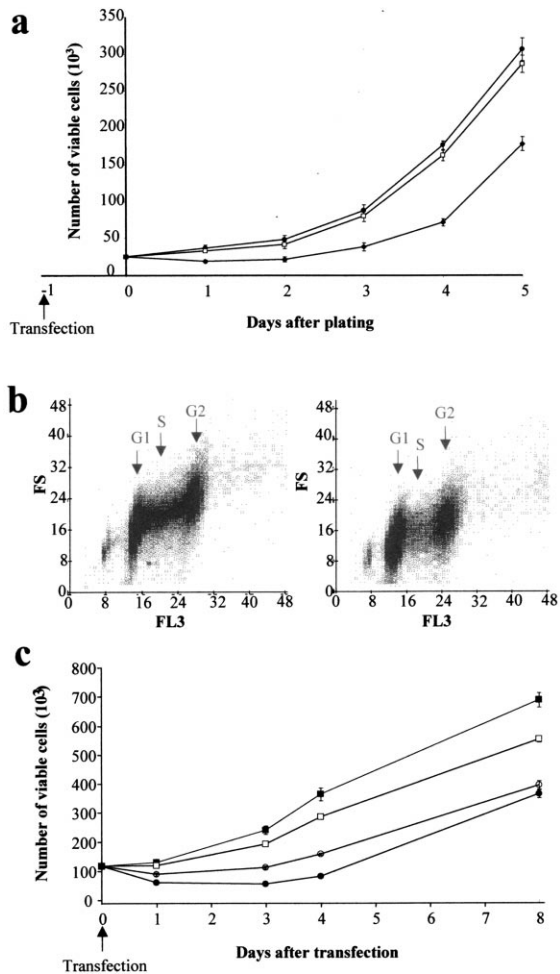 a
Number of viable cells (10³)
350
300
250
200
150
100
50
0
-1 0 1 2 3 4 5
Transfection
Days after plating
b
FS
48
40
32
24
16
8
0
G1 S G2
0 8 16 24 32 40 48
FL3
48
40
32
24
16
8
0
G1 S G2
0 8 16 24 32 40 48
FL3
c
Number of viable cells (10³)
800
700
600
500
400
300
200
100
0
0 1 2 3 4 5 6 7 8
Transfection
Days after transfection